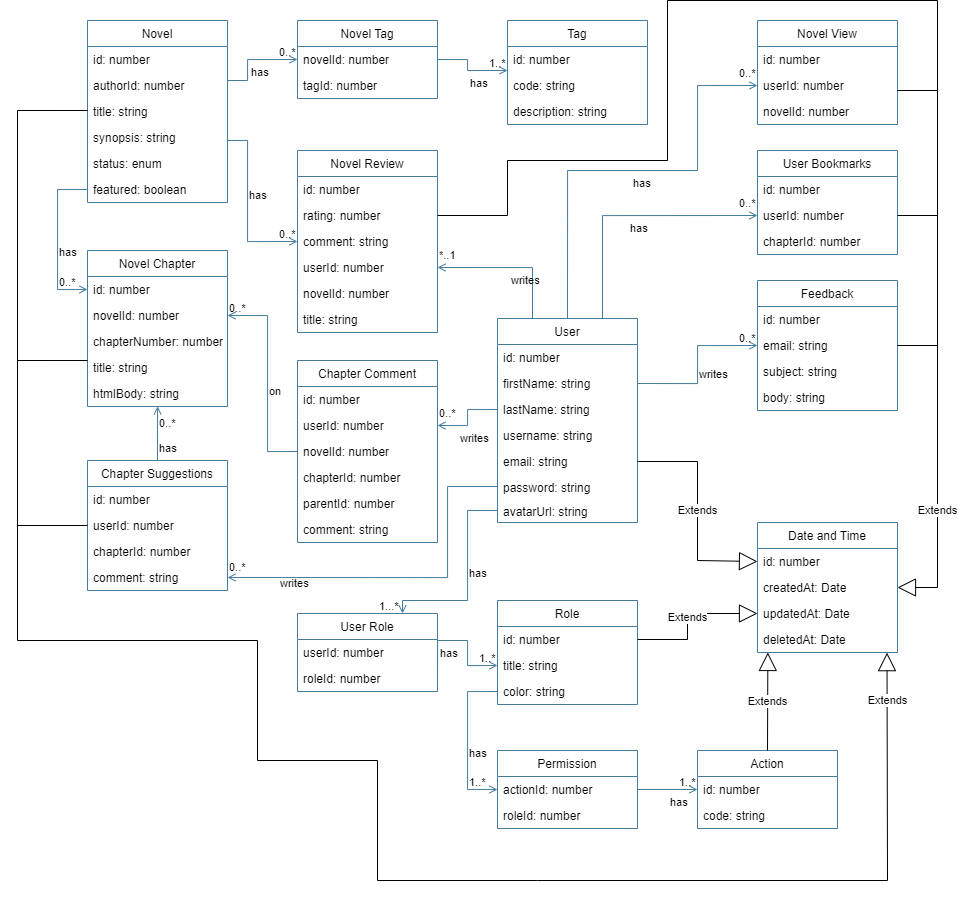 Novel
id: number
authorId: number
title: string
synopsis: string
status: enum
featured: boolean
0..*
has
Novel Tag
novelId: number
tagId: number
1..*
has
Tag
id: number
code: string
description: string
Novel View
id: number
userId: number
novelId: number
0..*
has
has
0..*
Novel Review
id: number
rating: number
comment: string
userId: number
novelId: number
title: string
*..1
writes
User Bookmarks
id: number
userId: number
chapterId: number
0..*
has
has
0..*
Novel Chapter
id: number
novelId: number
chapterNumber: number
title: string
htmlBody: string
0..*
on
Feedback
id: number
email: string
subject: string
body: string
0..*
writes
User
id: number
firstName: string
lastName: string
username: string
email: string
password: string
avatarUrl: string
Chapter Comment
id: number
userId: number
novelId: number
chapterId: number
parentId: number
comment: string
0..*
writes
0..*
has
Chapter Suggestions
id: number
userId: number
chapterId: number
comment: string
0..*
writes
Extends
Extends
Date and Time
id: number
createdAt: Date
updatedAt: Date
deletedAt: Date
has
1...*
User Role
userId: number
roleId: number
has
1..*
Role
id: number
title: string
color: string
Extends
Extends
Extends
has
1..*
Permission
actionId: number
roleId: number
1..*
has
Action
id: number
code: string